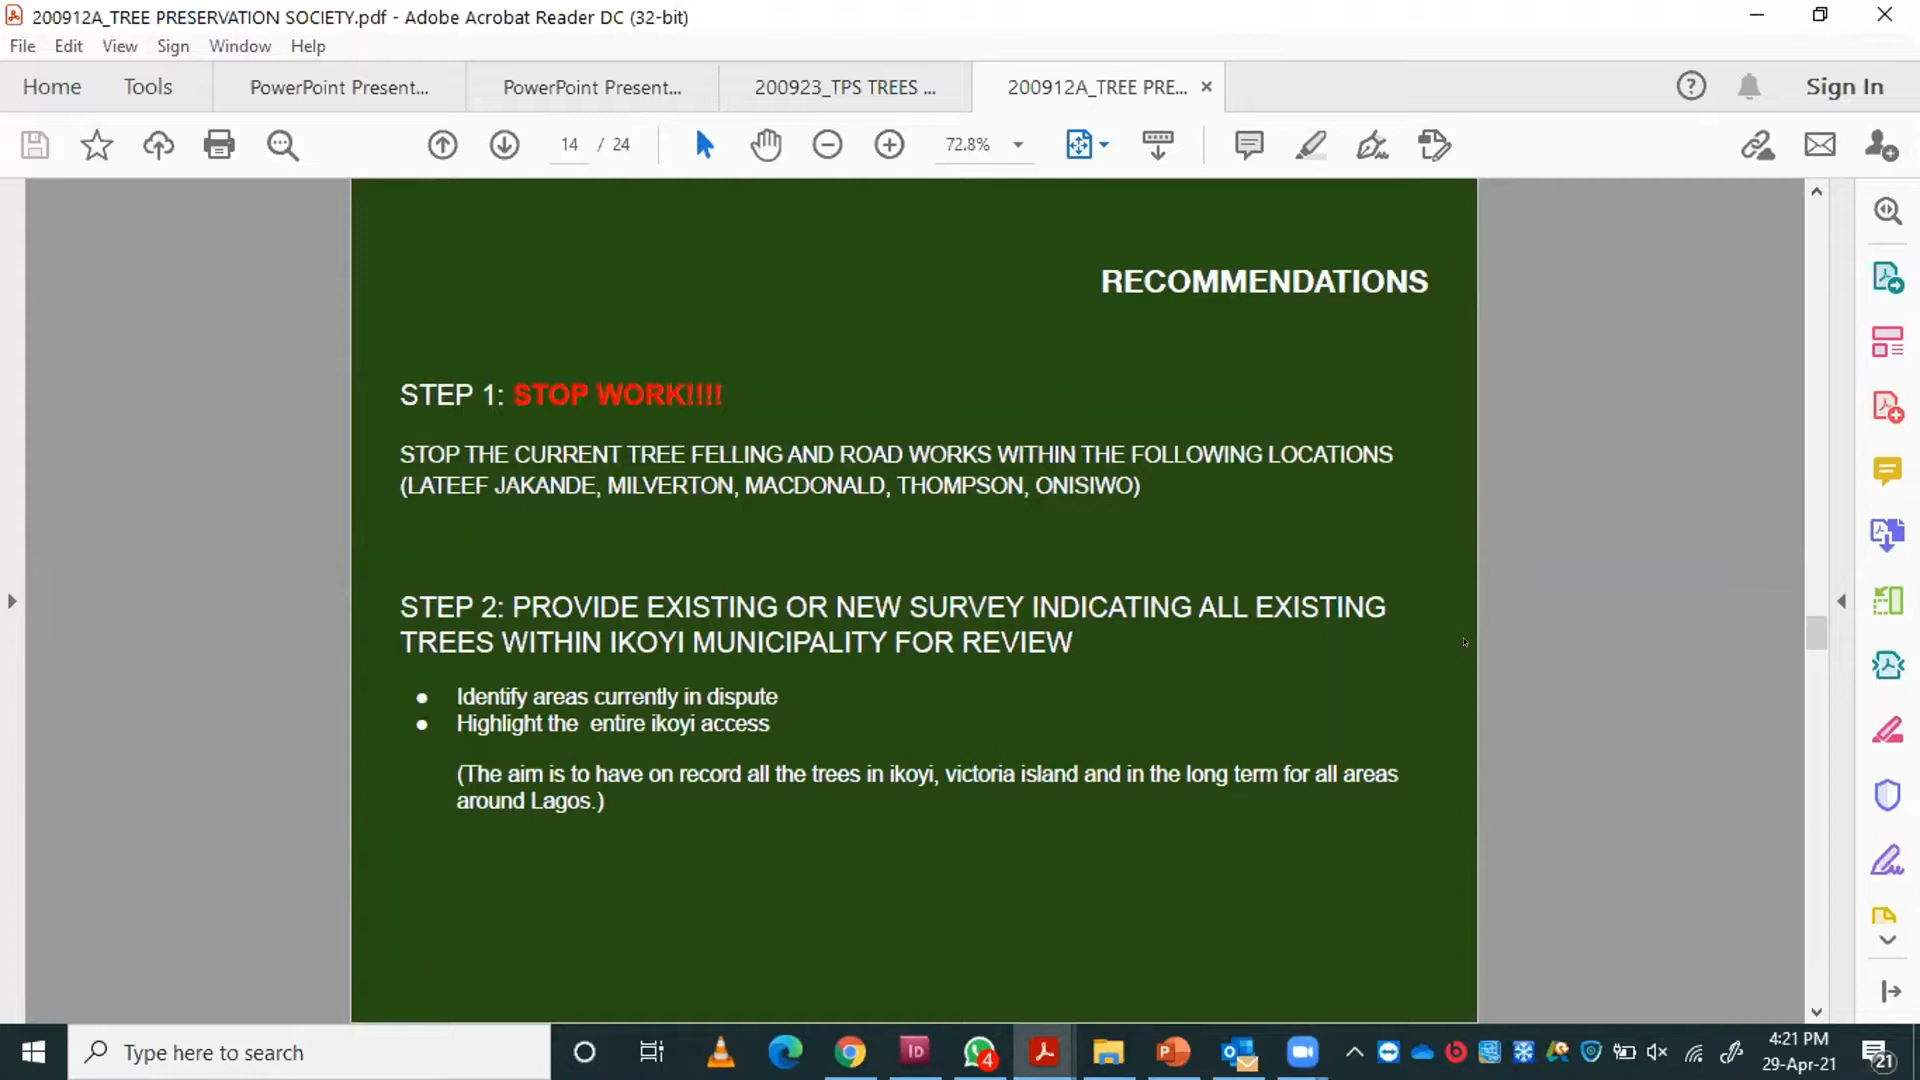 200912A_TREE PRESERVATION SOCIETY.pdf - Adobe Acrobat Reader DC (32-bit)
File Edit View Sign Window Help
Home Tools PowerPoint Present... PowerPoint Present... 200923_TPS TREES ... 200912A_TREE PRE... Sign In
14 / 24 72.8%
RECOMMENDATIONS
STEP 1: STOP WORK!!!!
STOP THE CURRENT TREE FELLING AND ROAD WORKS WITHIN THE FOLLOWING LOCATIONS
(LATEEF JAKANDE, MILVERTON, MACDONALD, THOMPSON, ONISIWO)
STEP 2: PROVIDE EXISTING OR NEW SURVEY INDICATING ALL EXISTING
TREES WITHIN IKOYI MUNICIPALITY FOR REVIEW
● Identify areas currently in dispute
● Highlight the entire ikoyi access
(The aim is to have on record all the trees in ikoyi, victoria island and in the long term for all areas
around Lagos.)
Type here to search
ID
4
4:21 PM
29-Apr-21
21